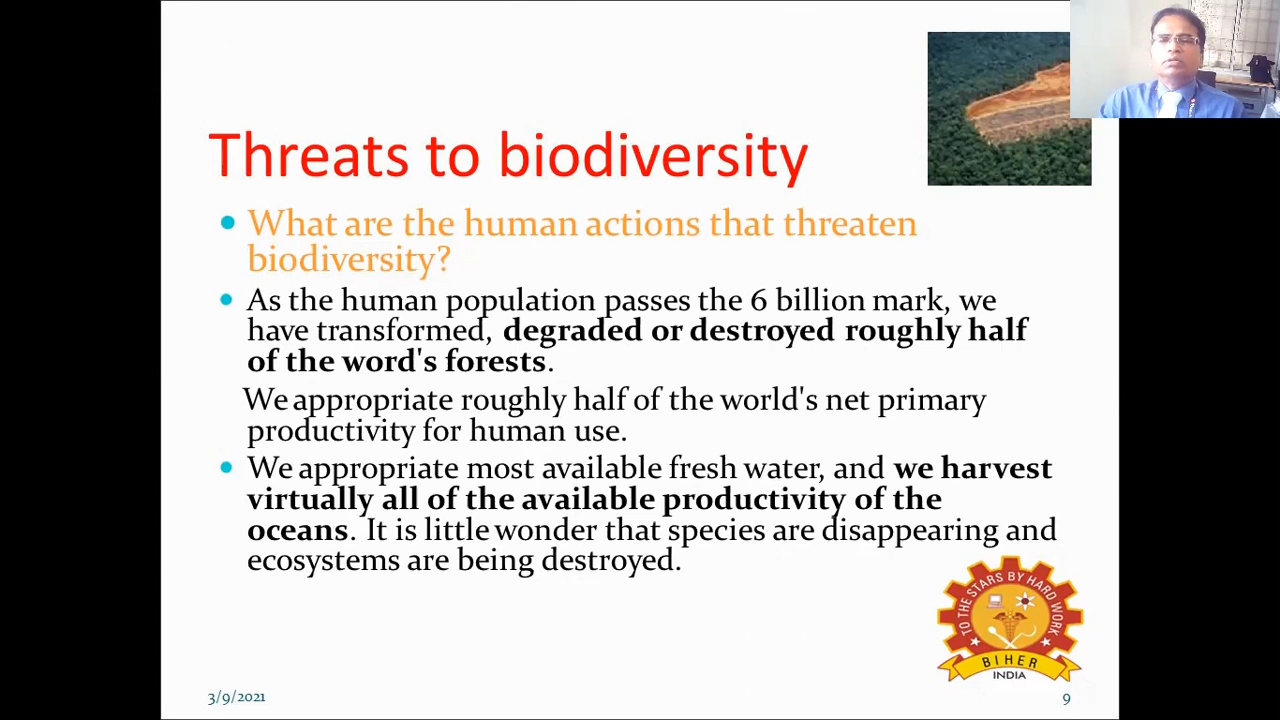 Threats to biodiversity
What are the human actions that threaten
biodiversity?
As the human population passes the 6 billion mark, we
have transformed, degraded or destroyed roughly half
of the word's forests.
We appropriate roughly half of the world's net primary
productivity for human use.
We appropriate most available fresh water, and we harvest
virtually all of the available productivity of the
oceans. It is little wonder that species are disappearing and
ecosystems are being destroyed.
TO THE STARS BY HARD WORK
BIHER
INDIA
3/9/2021
9